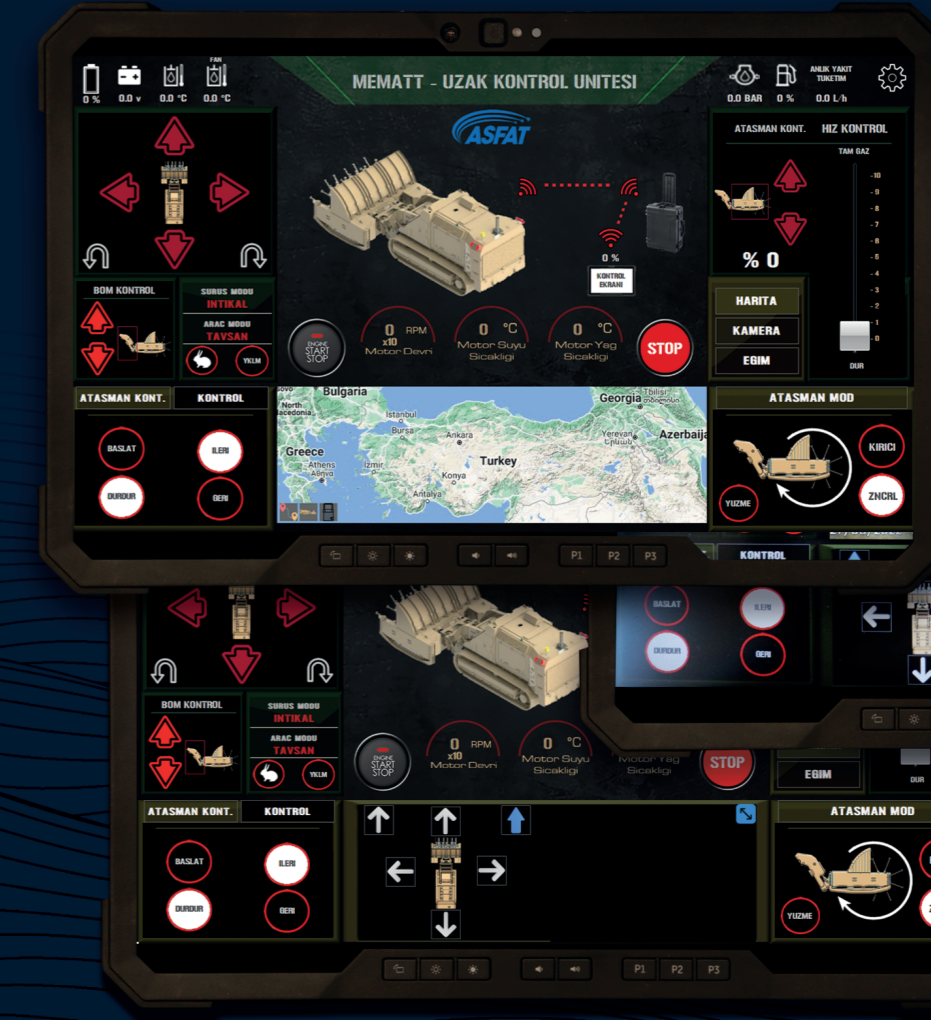 FAN
0 %
0.0 v
0.0 °C
0.0 °C
MEMATT - UZAK KONTROL UNITESI
ANLIK YAKIT
TUKETIM
0.0 BAR
0 %
0.0 L/h
ASFAT
ATASMAN KONT.
HIZ KONTROL
TAM GAZ
-10
-9
-8
-7
-6
-5
-4
-3
-2
-1
-0
DUR
% 0
0 %
KONTROL
EKRANI
BOM KONTROL
SURUS MODU
INTIKAL
ARAC MODU
TAVSAN
YKLM
ENGINE
START
STOP
0 RPM
x10
Motor Devri
0 °C
Motor Suyu
Sicakligi
0 °C
Motor Yag
Sicakligi
STOP
HARITA
KAMERA
EGIM
ATASMAN KONT.
KONTROL
BASLAT
ILERI
DURDUR
GERI
Bulgaria
North
Macedonia
Istanbul
Bursa
Greece
Athens
Αθήνα
Izmir
Ankara
Turkey
Konya
Antalya
Georgia
Tbilisi
თბილისი
Yerevan
Երևան
Azerbaija
ATASMAN MOD
KIRICI
YUZME
ZNCRL
P1
P2
P3
KONTROL
BASLAT
ILERI
DURDUR
GERI
BOM KONTROL
SURUS MODU
INTIKAL
ARAC MODU
TAVSAN
YKLM
ENGINE
START
STOP
0 RPM
x10
Motor Devri
0 °C
Motor Suyu
Sicakligi
Motor Yag
Sicakligi
STOP
EGIM
DUR
ATASMAN KONT.
KONTROL
BASLAT
ILERI
DURDUR
GERI
ATASMAN MOD
YUZME
P1
P2
P3